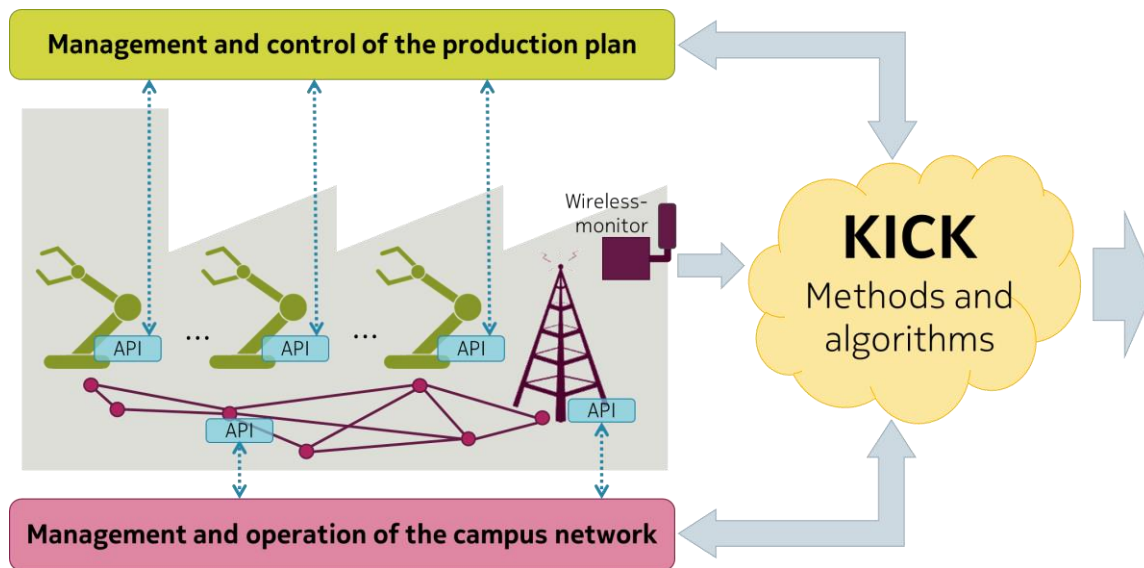 Management and control of the production plan
Wireless-
monitor
KICK
Methods and
algorithms
API
...
API
...
API
API
API
Management and operation of the campus network